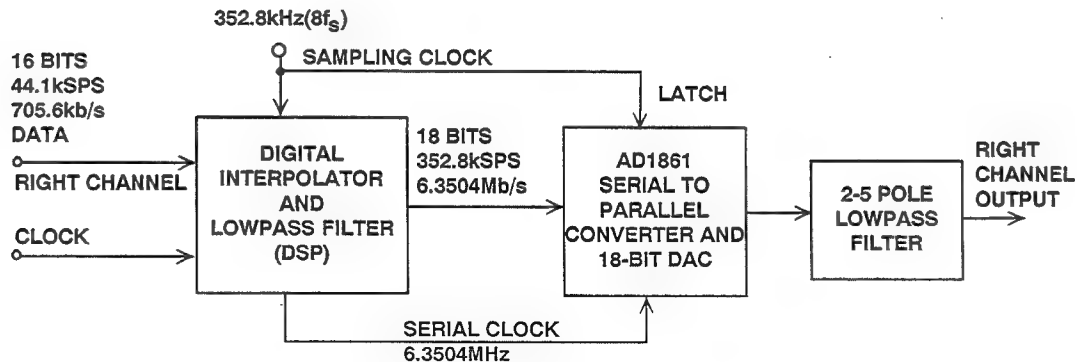 352.8kHz(8fs)
SAMPLING CLOCK
16 BITS
44.1kSPS
705.6kb/s
DATA
RIGHT CHANNEL
CLOCK
DIGITAL
INTERPOLATOR
AND
LOWPASS FILTER
(DSP)
18 BITS
352.8kSPS
6.3504Mb/s
LATCH
AD1861
SERIAL TO
PARALLEL
CONVERTER AND
18-BIT DAC
2-5 POLE
LOWPASS
FILTER
RIGHT
CHANNEL
OUTPUT
SERIAL CLOCK
6.3504MHz